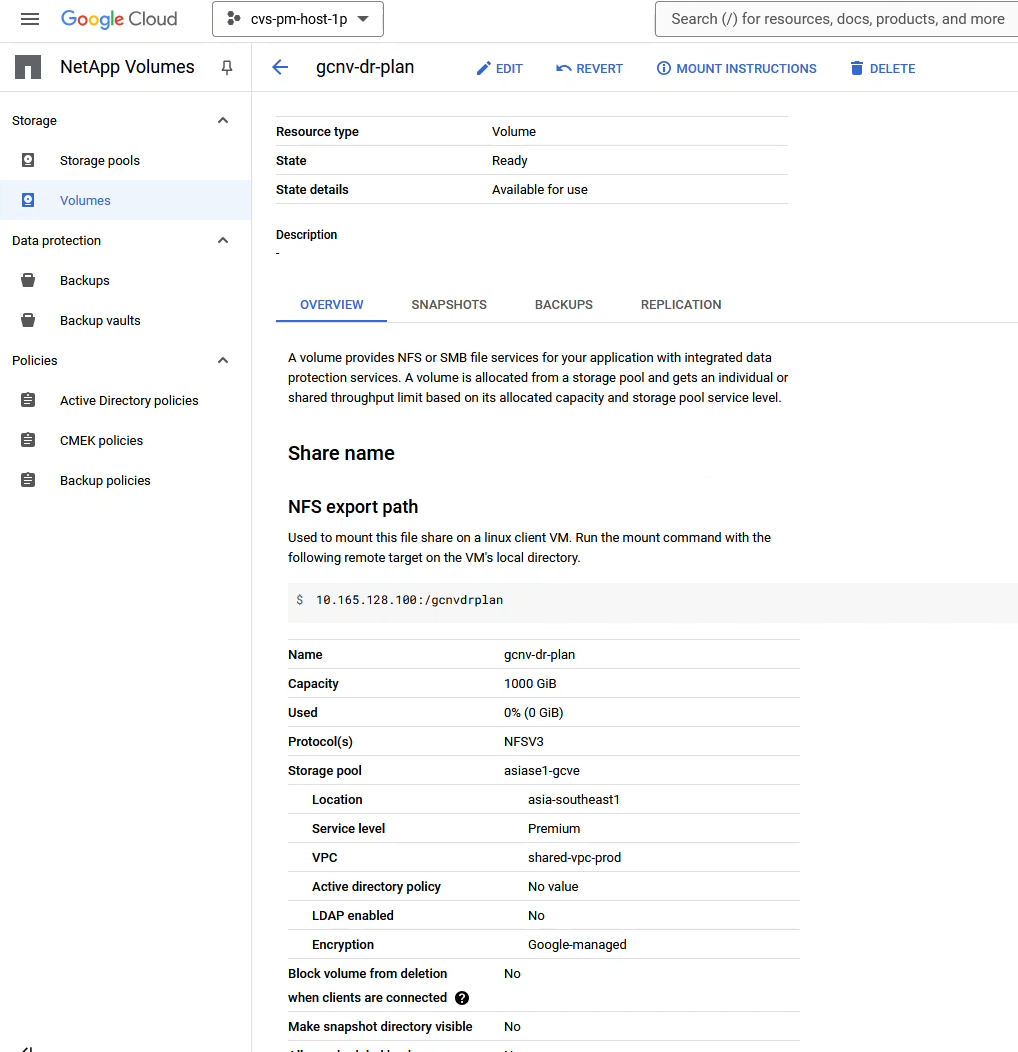 Google Cloud
cvs-pm-host-1p
Search (/) for resources, docs, products, and more
NetApp Volumes
gcnv-dr-plan
EDIT
REVERT
MOUNT INSTRUCTIONS
DELETE
Storage
Storage pools
Volumes
Data protection
Backups
Backup vaults
Policies
Active Directory policies
CMEK policies
Backup policies
Resource type Volume
State Ready
State details Available for use
Description
-
OVERVIEW SNAPSHOTS BACKUPS REPLICATION
A volume provides NFS or SMB file services for your application with integrated data
protection services. A volume is allocated from a storage pool and gets an individual or
shared throughput limit based on its allocated capacity and storage pool service level.
Share name
NFS export path
Used to mount this file share on a linux client VM. Run the mount command with the
following remote target on the VM's local directory.
$ 10.165.128.100:/gcnvdrplan
Name gcnv-dr-plan
Capacity 1000 GiB
Used 0% (0 GiB)
Protocol(s) NFSV3
Storage pool asiase1-gcve
Location asia-southeast1
Service level Premium
VPC shared-vpc-prod
Active directory policy No value
LDAP enabled No
Encryption Google-managed
Block volume from deletion No
when clients are connected ?
Make snapshot directory visible No